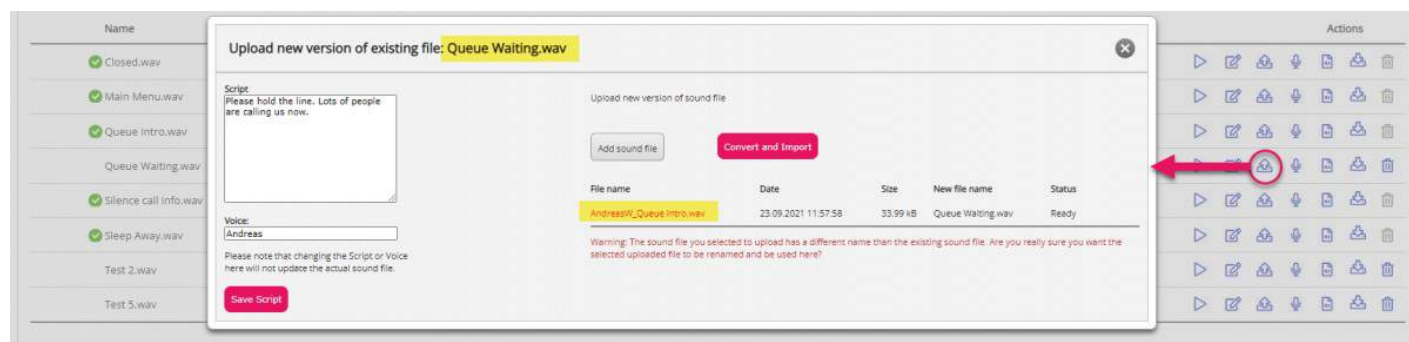 Name
Actions
Closed.wav
Main Menu.wav
Queue Intro.wav
Queue Waiting.wav
Silence call info.wav
Sleep Away.wav
Test 2.wav
Test 5.wav
Upload new version of existing file: Queue Waiting.wav
Script
Please hold the line. Lots of people
are calling us now.
Voice:
Andreas
Please note that changing the Script or Voice
here will not update the actual sound file.
Save Script
Upload new version of sound file
Add sound file
Convert and Import
File name Date Size New file name Status
AndreasW_Queue Intro.wav 23.09.2021 11:57:58 33.99 kB Queue Waiting.wav Ready
Warning: The sound file you selected to upload has a different name than the existing sound file. Are you really sure you want the
selected uploaded file to be renamed and be used here?